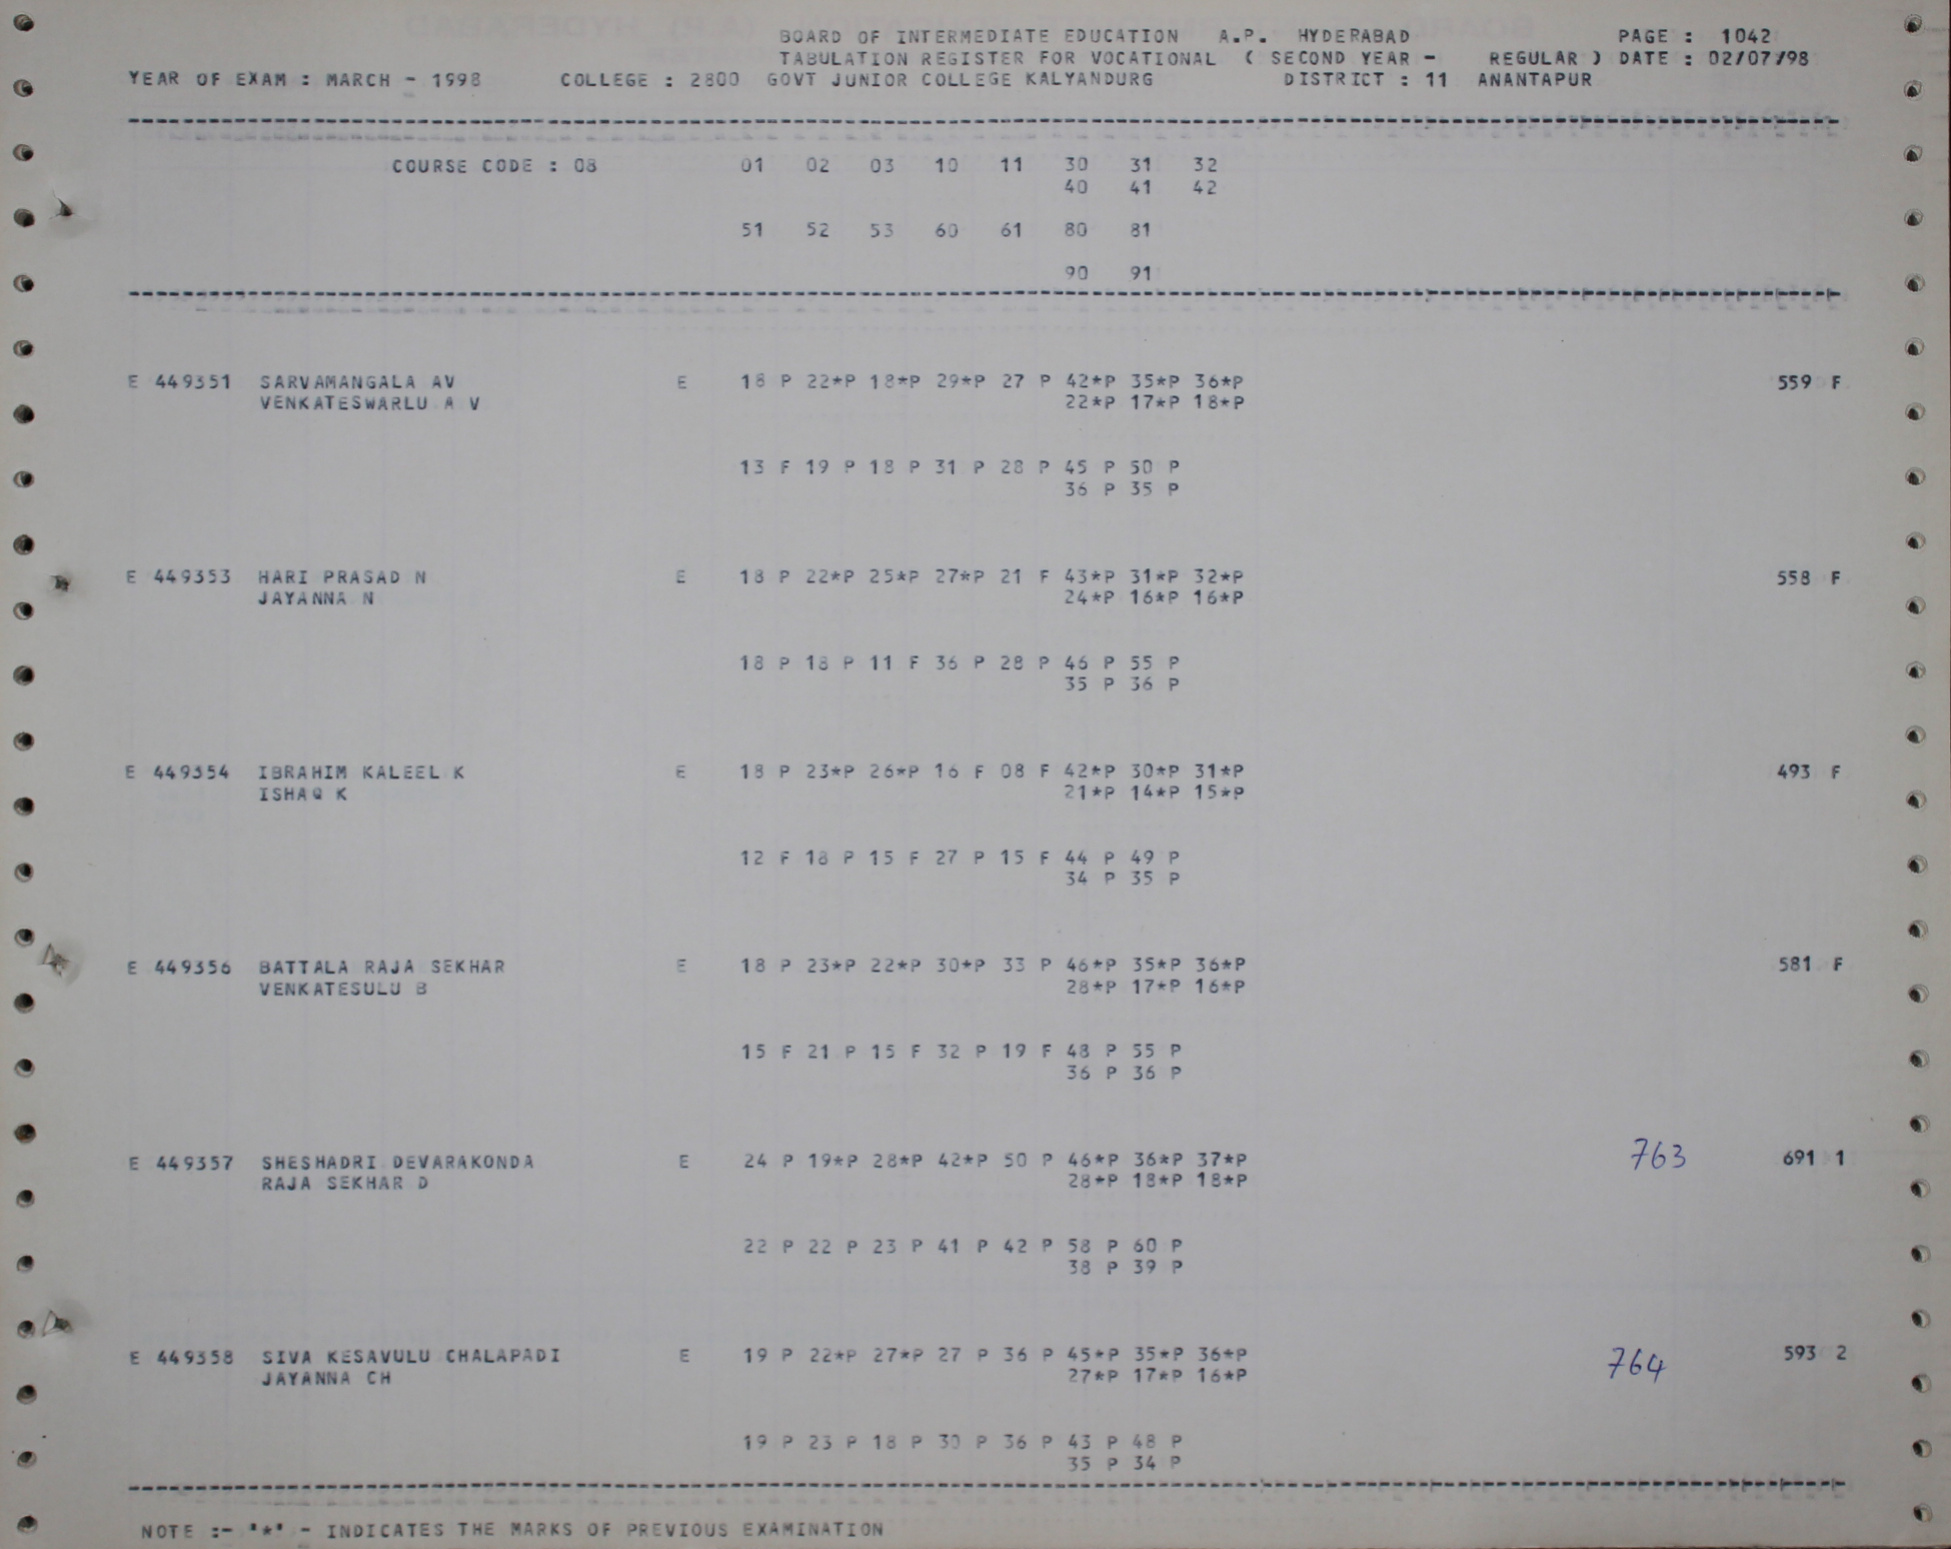 BOARD OF INTERMEDIATE EDUCATION A.P. HYDERABAD PAGE : 1042
TABULATION REGISTER FOR VOCATIONAL ( SECOND YEAR - REGULAR ) DATE : 02/07/98
YEAR OF EXAM : MARCH - 1998 COLLEGE : 2800 GOVT JUNIOR COLLEGE KALYANDURG DISTRICT : 11 ANANTAPUR
COURSE CODE : 08 01 02 03 10 11 30 31 32
40 41 42
51 52 53 60 61 80 81
90 91
E 449351 SARVAMANGALA AV E 18 P 22*P 18*P 29*P 27 P 42*P 35*P 36*P 559 F
VENKATESWARLU A V 22*P 17*P 18*P
13 F 19 P 18 P 31 P 28 P 45 P 50 P
36 P 35 P
E 449353 HARI PRASAD N E 18 P 22*P 25*P 27*P 21 F 43*P 31*P 32*P 558 F
JAYANNA N 24*P 16*P 16*P
18 P 18 P 11 F 36 P 28 P 46 P 55 P
35 P 36 P
E 449354 IBRAHIM KALEEL K E 18 P 23*P 26*P 16 F 08 F 42*P 30*P 31*P 493 F
ISHAQ K 21*P 14*P 15*P
12 F 18 P 15 F 27 P 15 F 44 P 49 P
34 P 35 P
E 449356 BATTALA RAJA SEKHAR E 18 P 23*P 22*P 30*P 33 P 46*P 35*P 36*P 581 F
VENKATESULU B 28*P 17*P 16*P
15 F 21 P 15 F 32 P 19 F 48 P 55 P
36 P 36 P
E 449357 SHESHADRI DEVARAKONDA E 24 P 19*P 28*P 42*P 50 P 46*P 36*P 37*P 763 691 1
RAJA SEKHAR D 28*P 18*P 18*P
22 P 22 P 23 P 41 P 42 P 58 P 60 P
38 P 39 P
E 449358 SIVA KESAVULU CHALAPADI E 19 P 22*P 27*P 27 P 36 P 45*P 35*P 36*P 764 593 2
JAYANNA CH 27*P 17*P 16*P
19 P 23 P 18 P 30 P 36 P 43 P 48 P
35 P 34 P
NOTE :- "*" - INDICATES THE MARKS OF PREVIOUS EXAMINATION